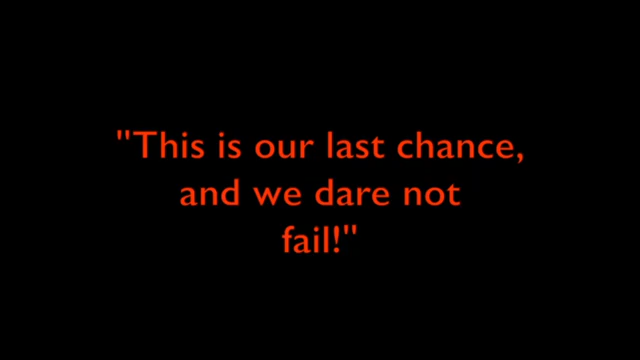 "This is our last chance,
and we dare not
fail!"